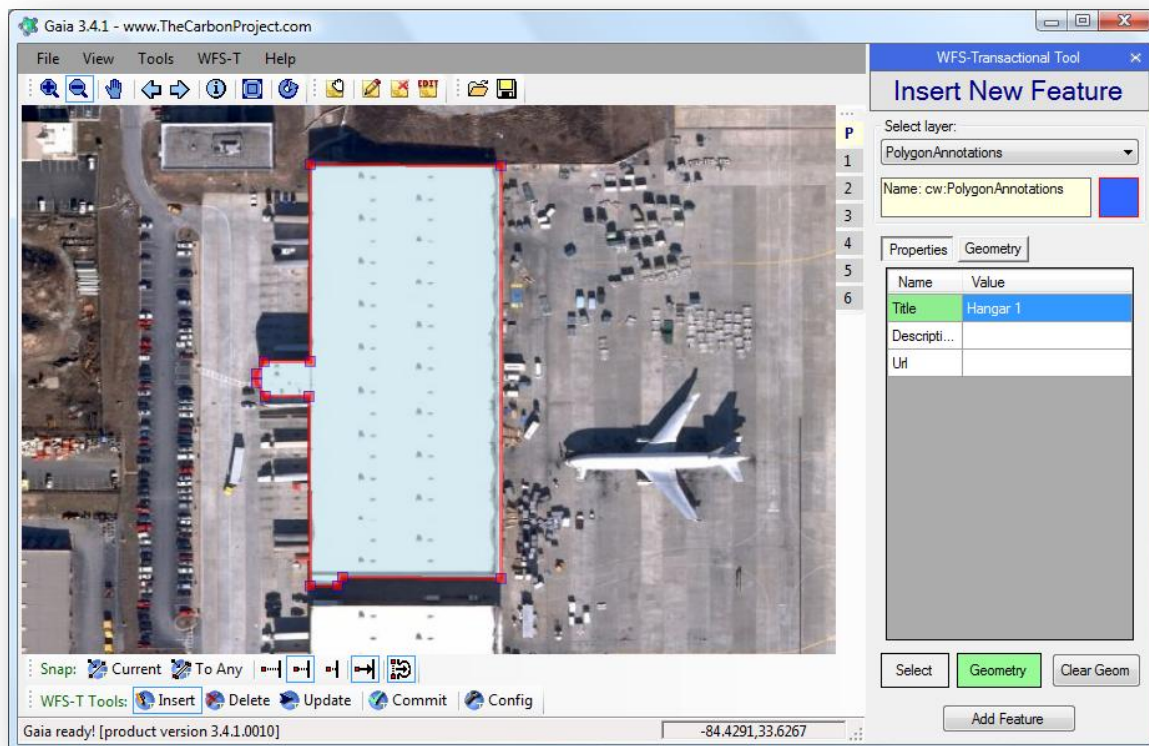 Gaia 3.4.1 - www.TheCarbonProject.com
File View Tools WFS-T Help
EDIT
P
1
2
3
4
5
6
WFS-Transactional Tool
Insert New Feature
Select layer:
PolygonAnnotations
Name: cw:PolygonAnnotations
Properties Geometry
Name Value
Title Hangar 1
Descripti...
Url
Select Geometry Clear Geom
Add Feature
Snap: Current To Any
WFS-T Tools: Insert Delete Update Commit Config
Gaia ready! [product version 3.4.1.0010] -84.4291,33.6267